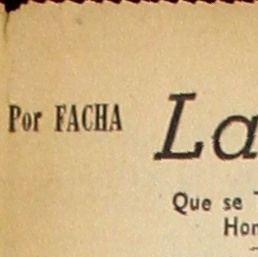 Por FACHA
La
Que se
Hon